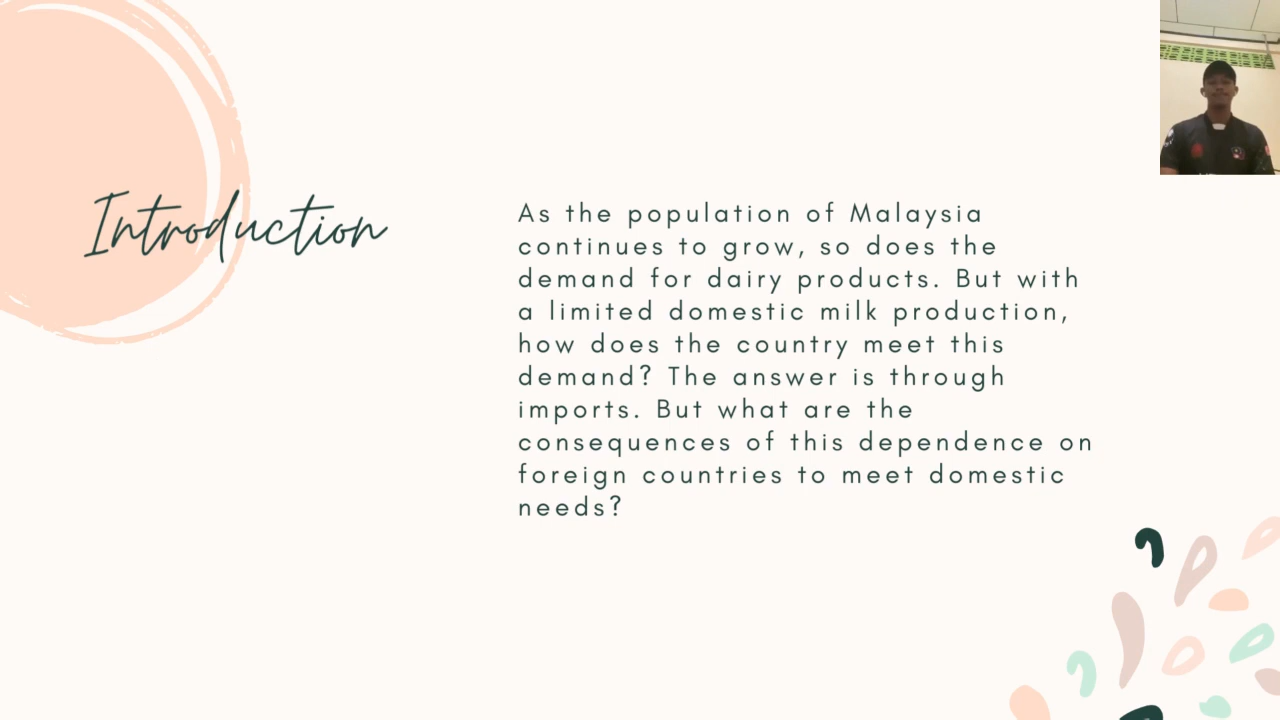 Introduction
As the population of Malaysia
continues to grow, so does the
demand for dairy products. But with
a limited domestic milk production,
how does the country meet this
demand? The answer is through
imports. But what are the
consequences of this dependence on
foreign countries to meet domestic
needs?